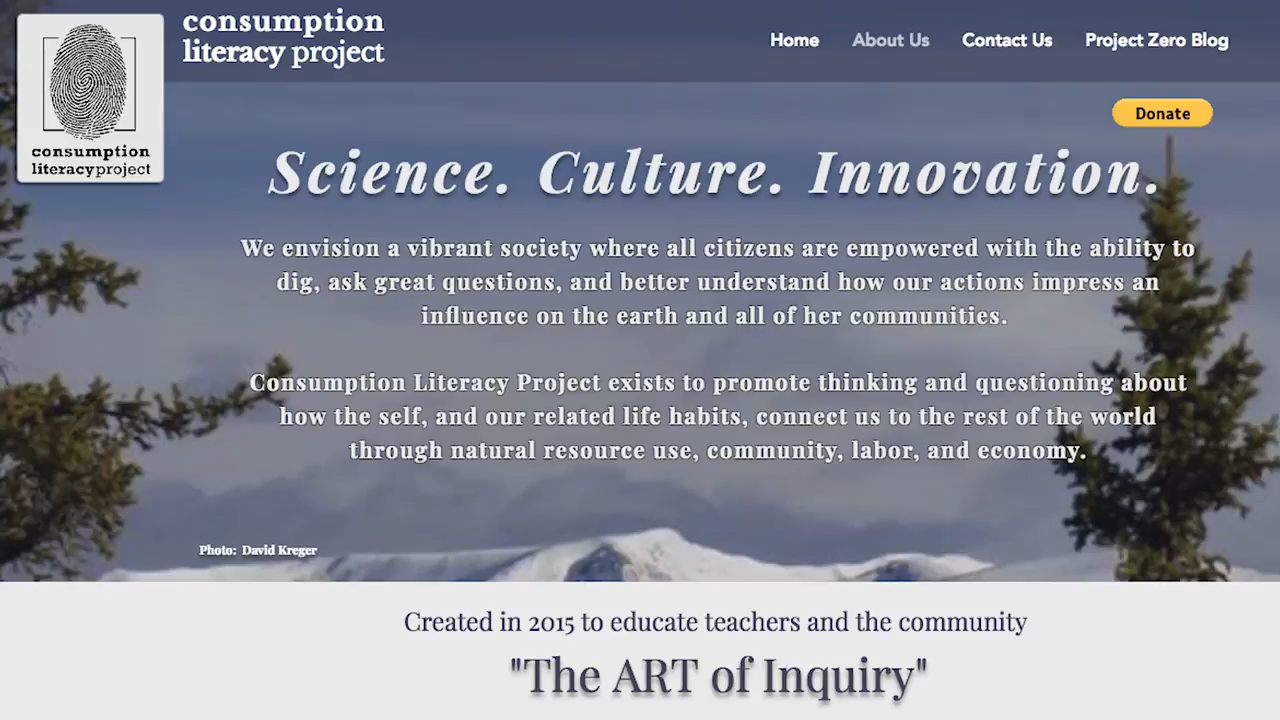 consumption
literacy project
Home About Us Contact Us Project Zero Blog
consumption
literacyproject
Donate
Science. Culture. Innovation.
We envision a vibrant society where all citizens are empowered with the ability to
dig, ask great questions, and better understand how our actions impress an
influence on the earth and all of her communities.
Consumption Literacy Project exists to promote thinking and questioning about
how the self, and our related life habits, connect us to the rest of the world
through natural resource use, community, labor, and economy.
Photo: David Kreger
Created in 2015 to educate teachers and the community
"The ART of Inquiry"